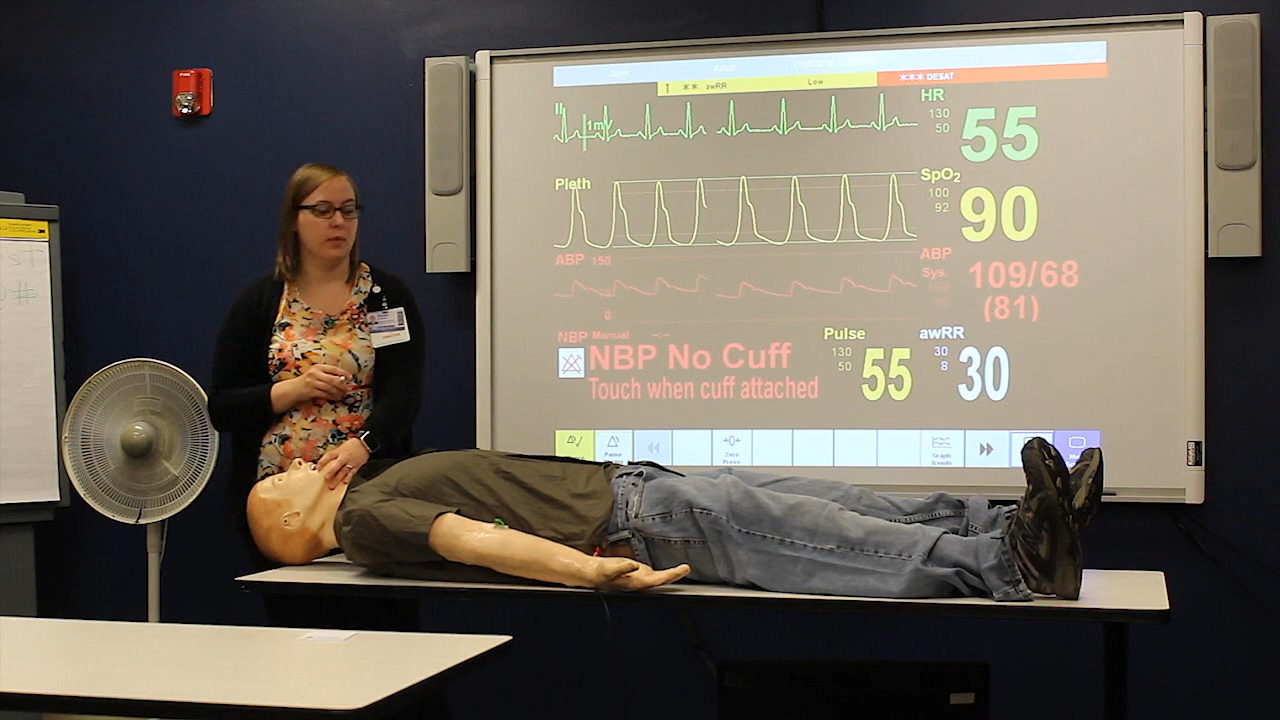 ** awRR Low *** DESAT
II 1mV HR 130 50 55
Pleth SpO₂ 100 92 90
ABP 150 0 ABP Sys. 109/68 (81)
NBP Manual -:-- Pulse 130 50 55 awRR 30 8 30
NBP No Cuff
Touch when cuff attached
Pause Zero Press Graph Trends
FIRE